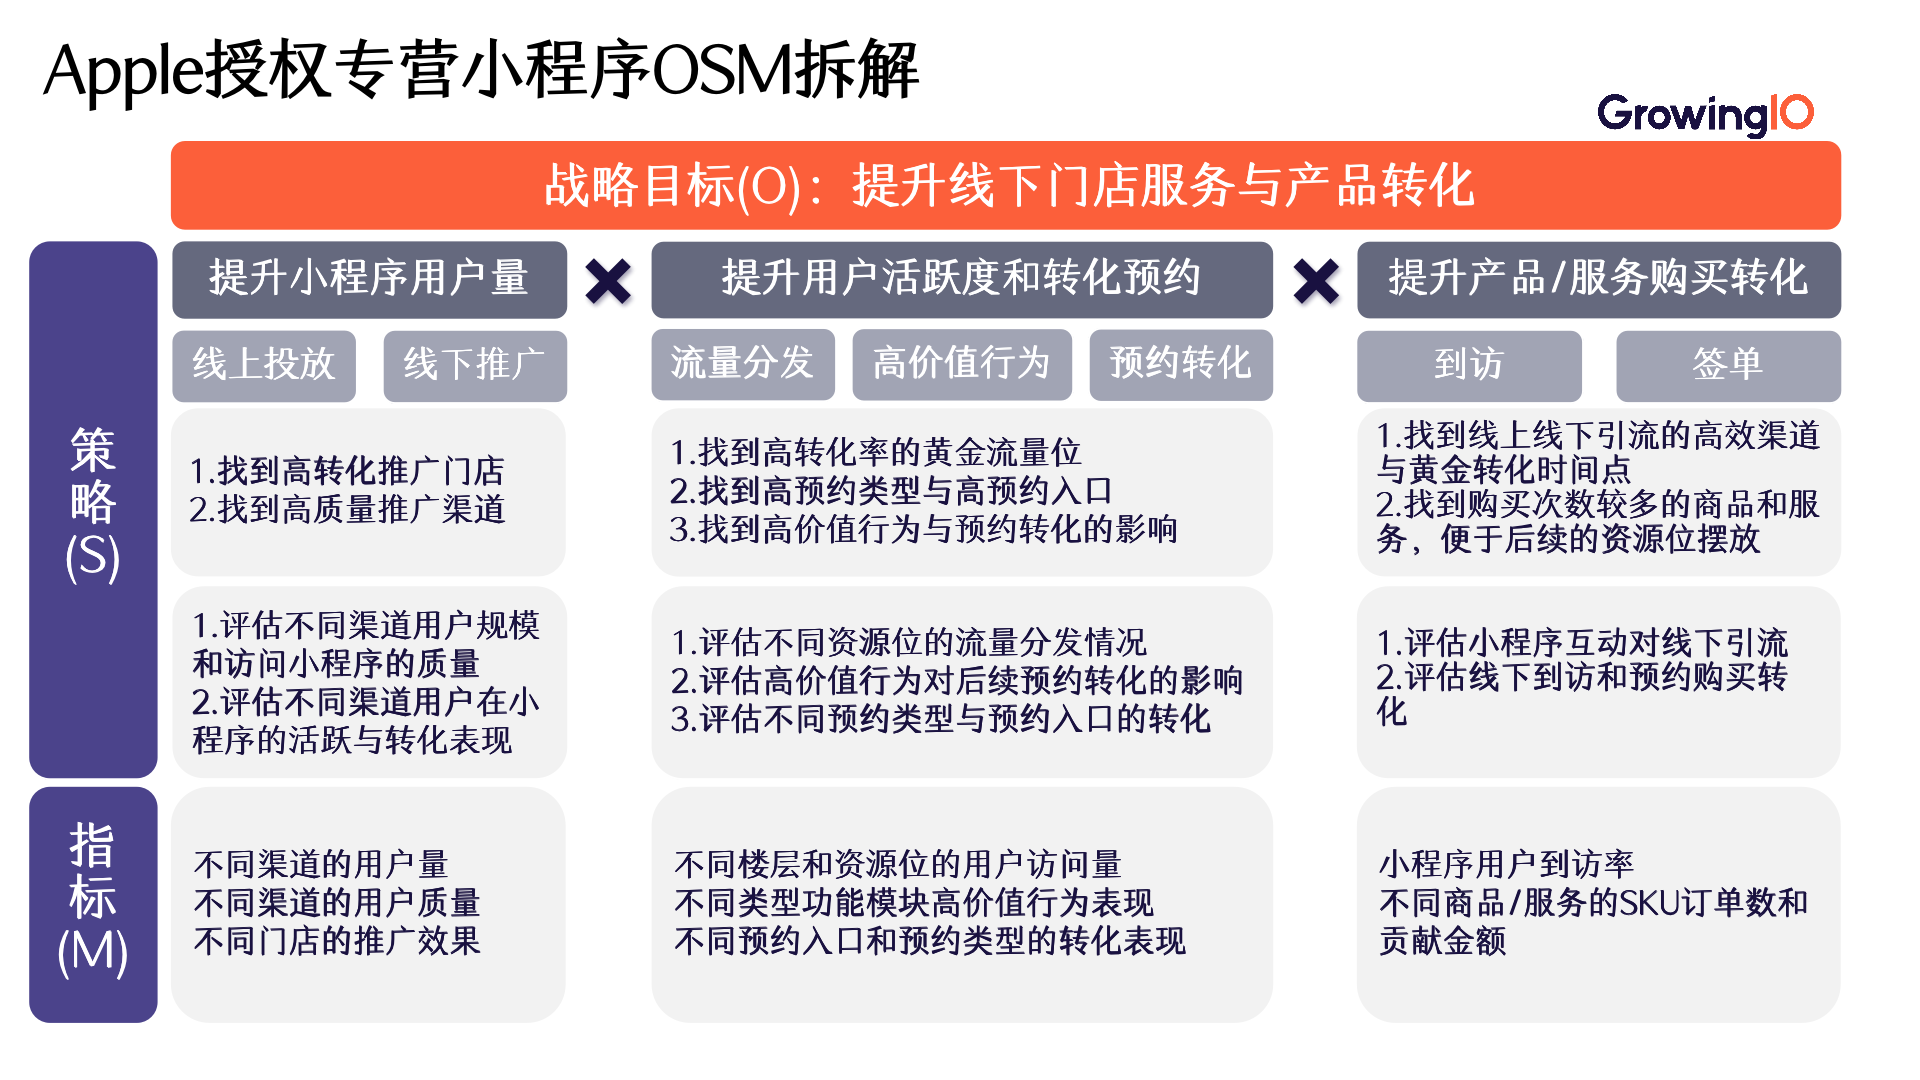 Apple授权专营小程序OSM拆解
GrowingIO
战略目标(O)：提升线下门店服务与产品转化
策
略
(S)
提升小程序用户量
提升用户活跃度和转化预约
提升产品/服务购买转化
线上投放
线下推广
流量分发
高价值行为
预约转化
到访
签单
1.找到高转化推广门店
2.找到高质量推广渠道
1.找到高转化率的黄金流量位
2.找到高预约类型与高预约入口
3.找到高价值行为与预约转化的影响
1.找到线上线下引流的高效渠道
与黄金转化时间点
2.找到购买次数较多的商品和服
务，便于后续的资源位摆放
1.评估不同渠道用户规模
和访问小程序的质量
2.评估不同渠道用户在小
程序的活跃与转化表现
1.评估不同资源位的流量分发情况
2.评估高价值行为对后续预约转化的影响
3.评估不同预约类型与预约入口的转化
1.评估小程序互动对线下引流
2.评估线下到访和预约购买转
化
指
标
(M)
不同渠道的用户量
不同渠道的用户质量
不同门店的推广效果
不同楼层和资源位的用户访问量
不同类型功能模块高价值行为表现
不同预约入口和预约类型的转化表现
小程序用户到访率
不同商品/服务的SKU订单数和
贡献金额